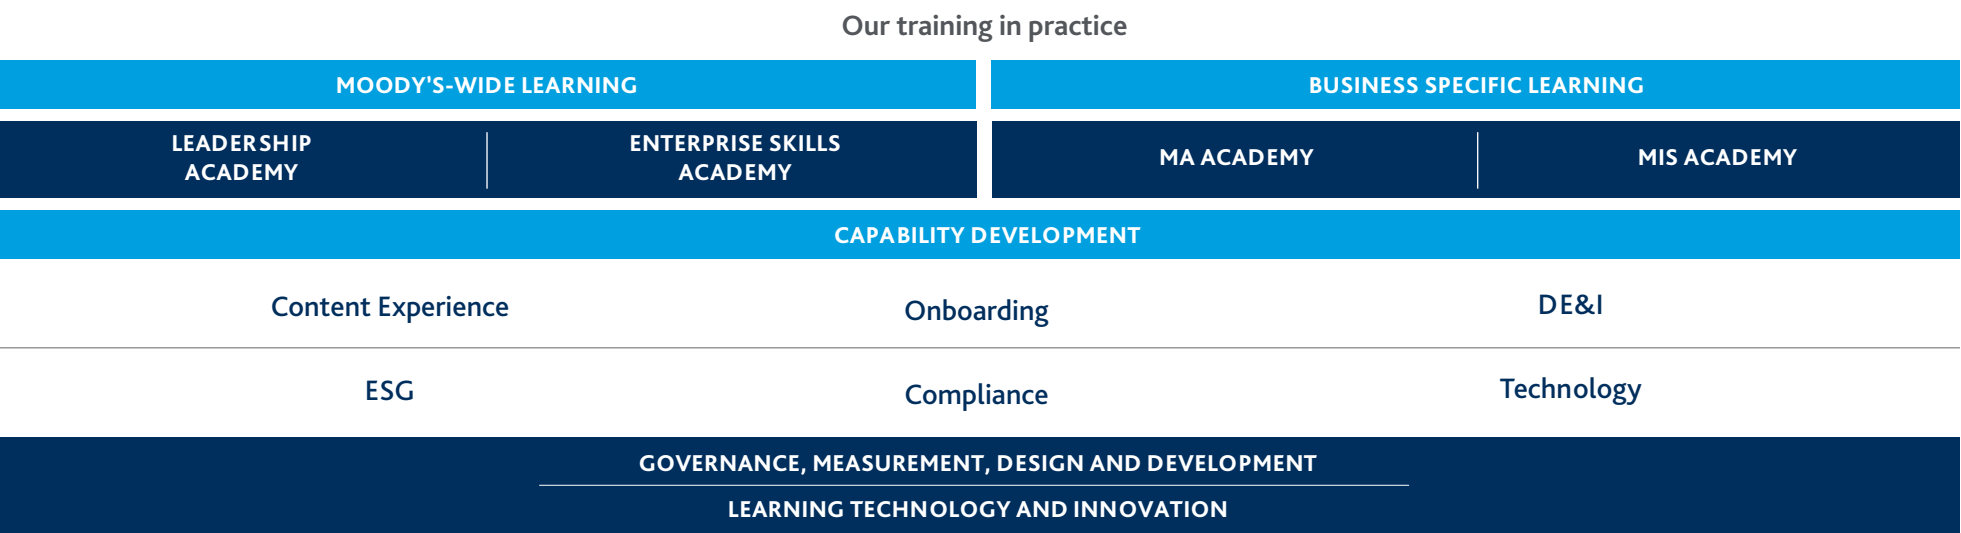 Our training in practice
MOODY'S-WIDE LEARNING
BUSINESS SPECIFIC LEARNING
LEADERSHIP
ACADEMY
ENTERPRISE SKILLS
ACADEMY
MA ACADEMY
MIS ACADEMY
CAPABILITY DEVELOPMENT
Content Experience
Onboarding
DE&I
ESG
Compliance
Technology
GOVERNANCE, MEASUREMENT, DESIGN AND DEVELOPMENT
LEARNING TECHNOLOGY AND INNOVATION